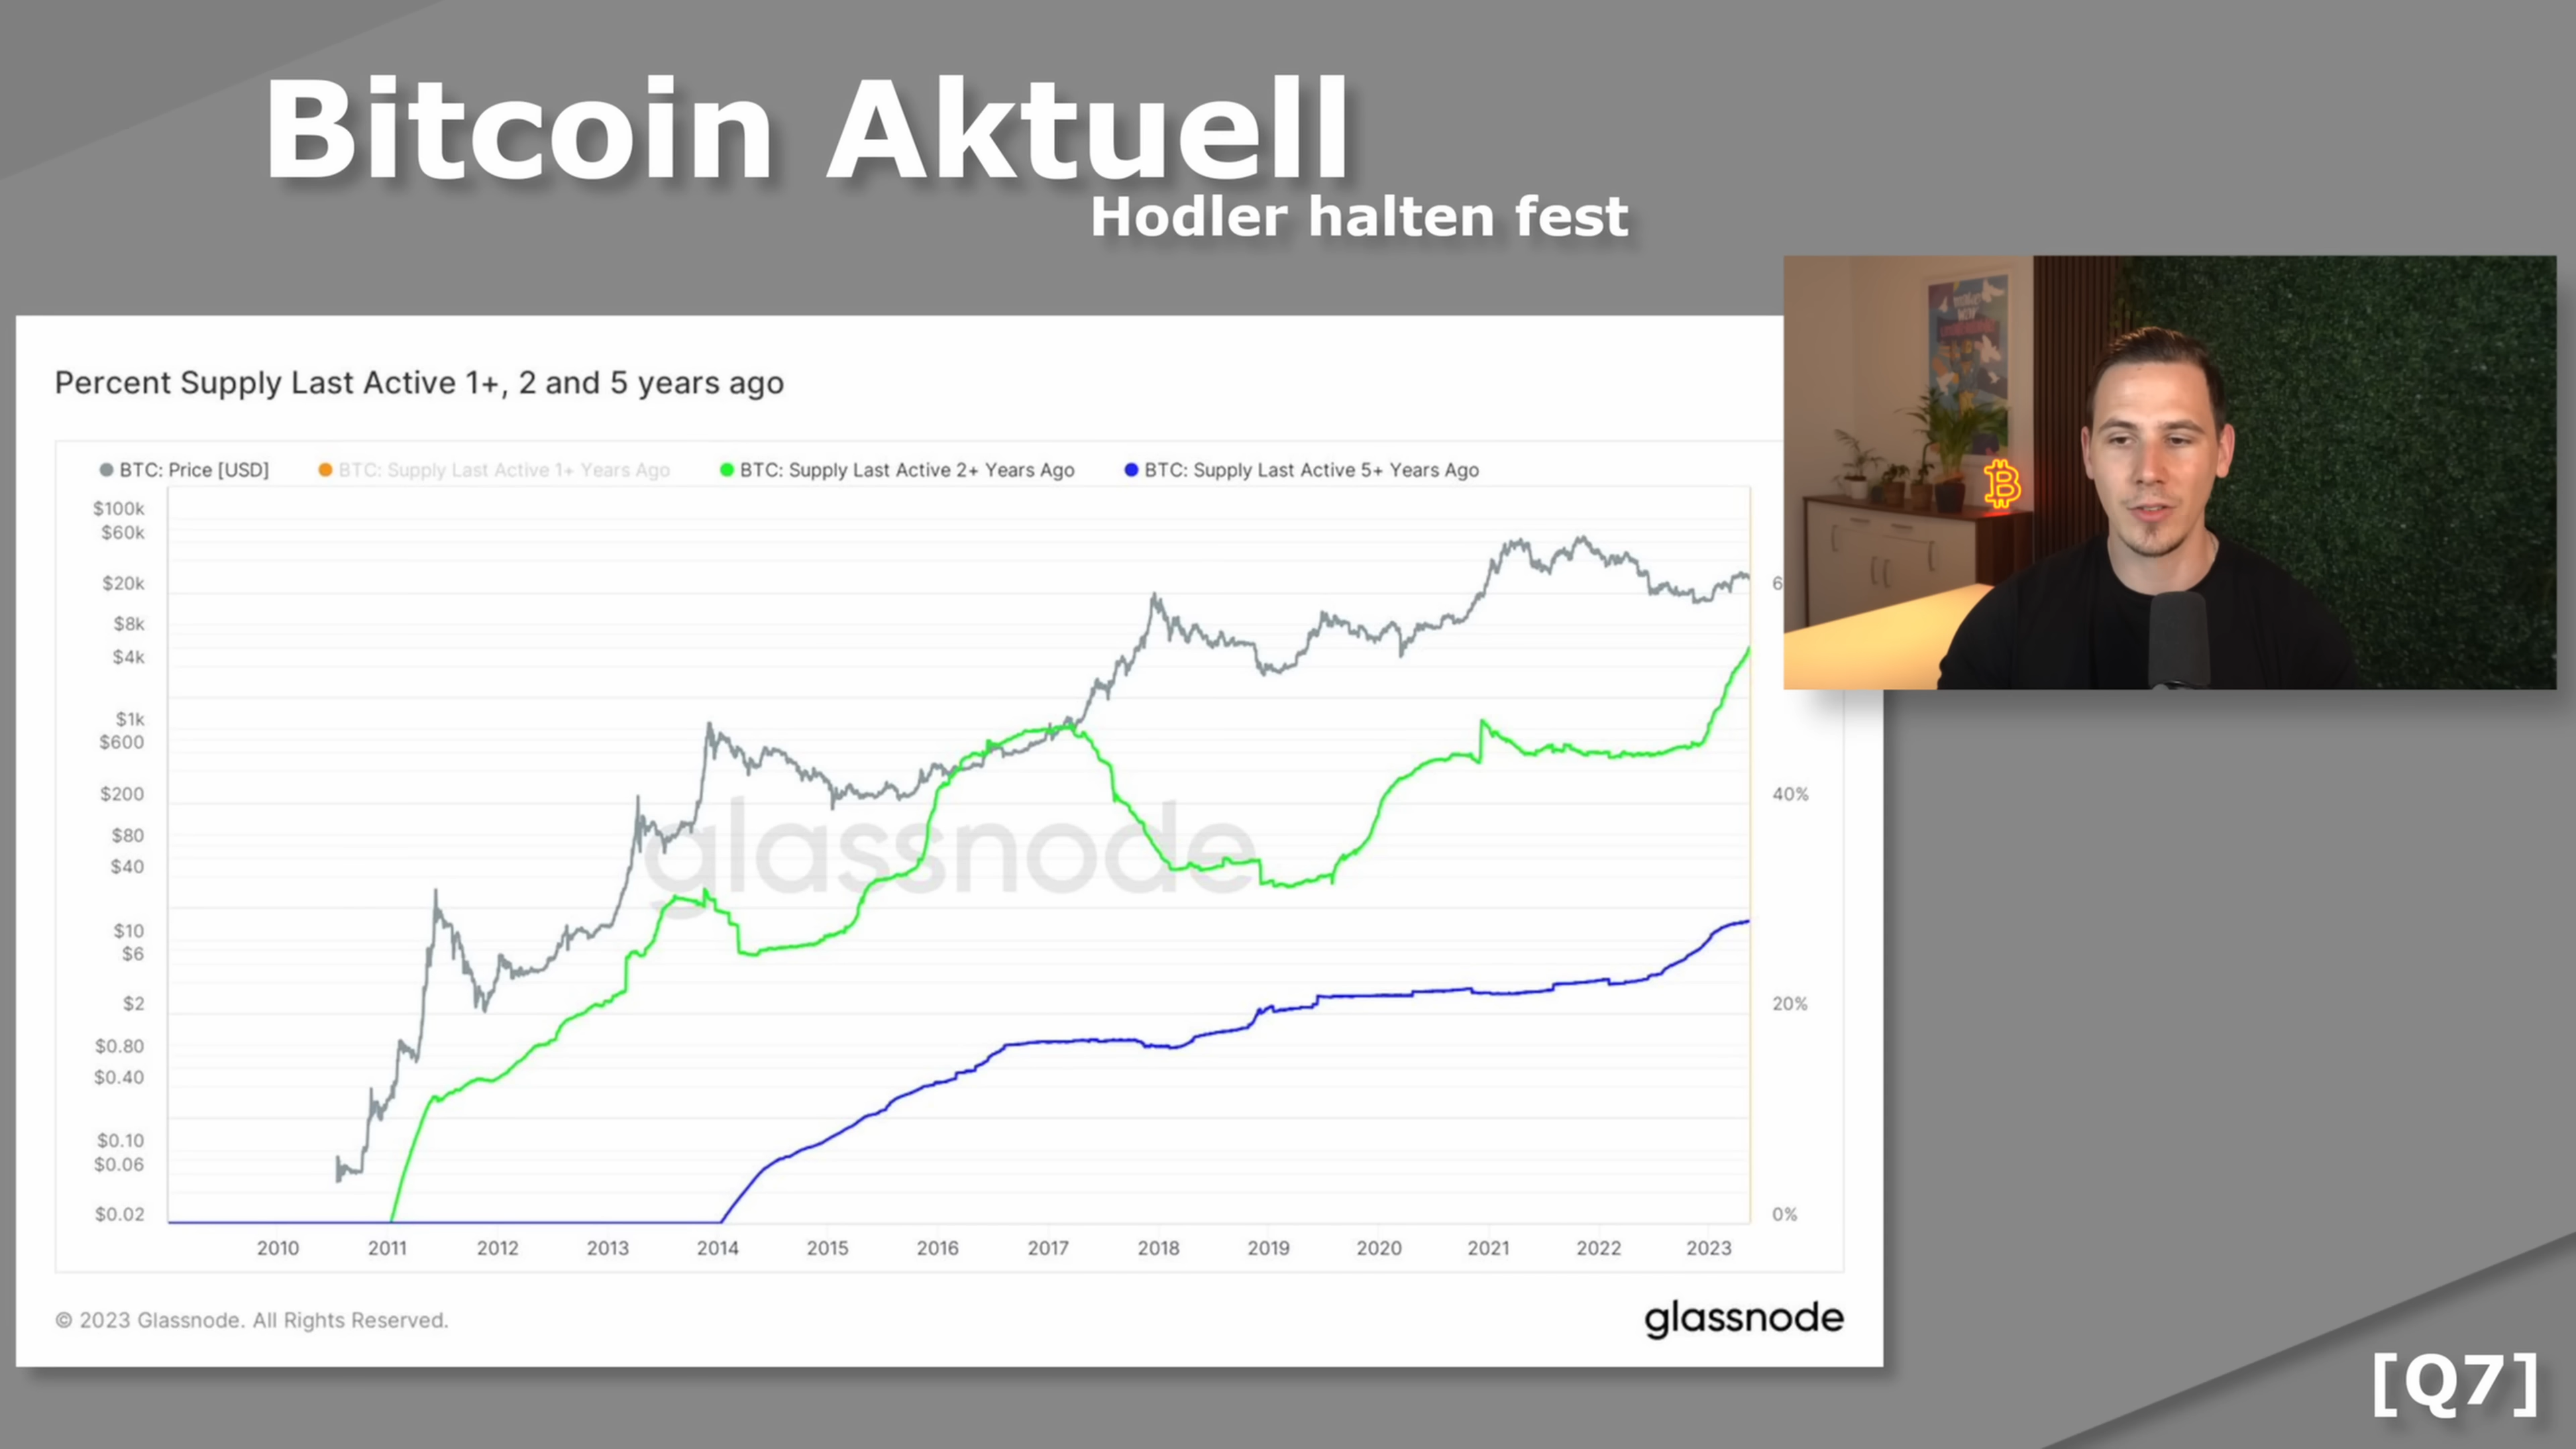 Bitcoin Aktuell
Hodler halten fest
Percent Supply Last Active 1+, 2 and 5 years ago
BTC: Price [USD] BTC: Supply Last Active 1+ Years Ago BTC: Supply Last Active 2+ Years Ago BTC: Supply Last Active 5+ Years Ago
$100k
$60k
$20k
$8k
$4k
$1k
$600
$200
$80
$40
$10
$6
$2
$0.80
$0.40
$0.10
$0.06
$0.02
6
40%
20%
0%
glassnode
2010 2011 2012 2013 2014 2015 2016 2017 2018 2019 2020 2021 2022 2023
© 2023 Glassnode. All Rights Reserved.
glassnode
[Q7]